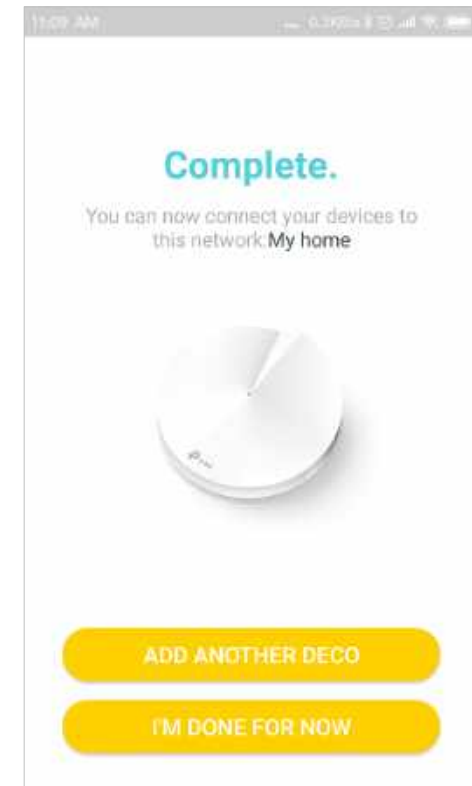 11:09 AM
Complete.
You can now connect your devices to
this network:My home
ADD ANOTHER DECO
I'M DONE FOR NOW